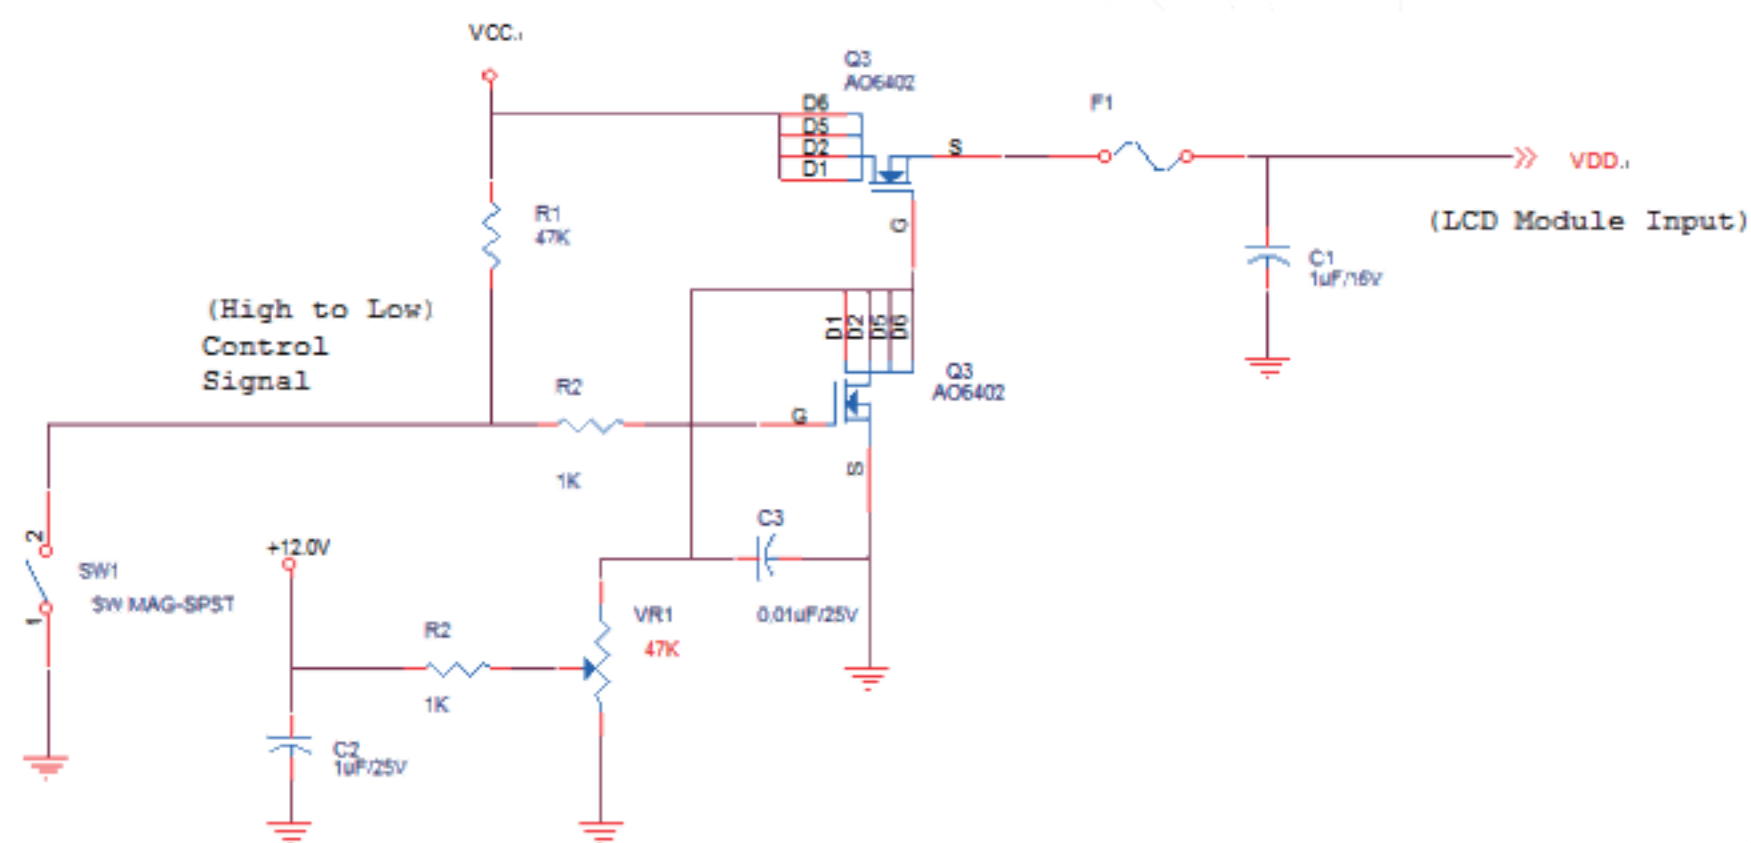 VCC.
Q3
AO6402
D6
D5
D2
D1
S
G
F1
VDD.
(LCD Module Input)
R1
47K
C1
1uF/16V
(High to Low)
Control
Signal
D1
D2
D5
D6
Q3
AO6402
R2
1K
G
S
2
1
SW1
SW MAG-SPST
+12.0V
C3
0,01uF/25V
VR1
47K
R2
1K
C2
1uF/25V